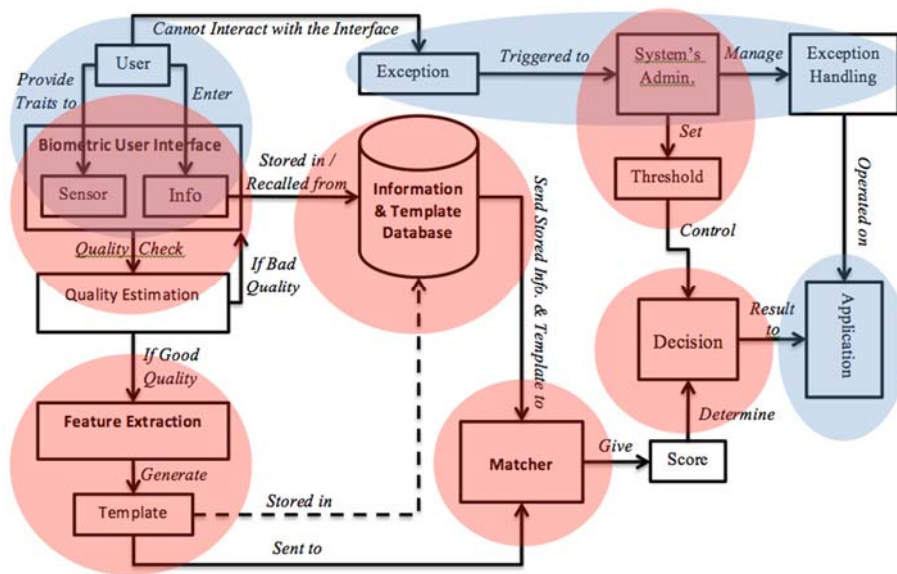 Cannot Interact with the Interface
User
Provide
Traits to
Enter
Exception
Triggered to
System's
Admin.
Manage
Exception
Handling
Biometric User Interface
Sensor
Info
Stored in /
Recalled from
Information
& Template
Database
Set
Threshold
Send Stored Info. & Template to
Control
Operated on
Quality Check
If Bad
Quality
Quality Estimation
Decision
Result
to
Application
If Good
Quality
Feature Extraction
Generate
Template
Stored in
Sent to
Matcher
Give
Score
Determine